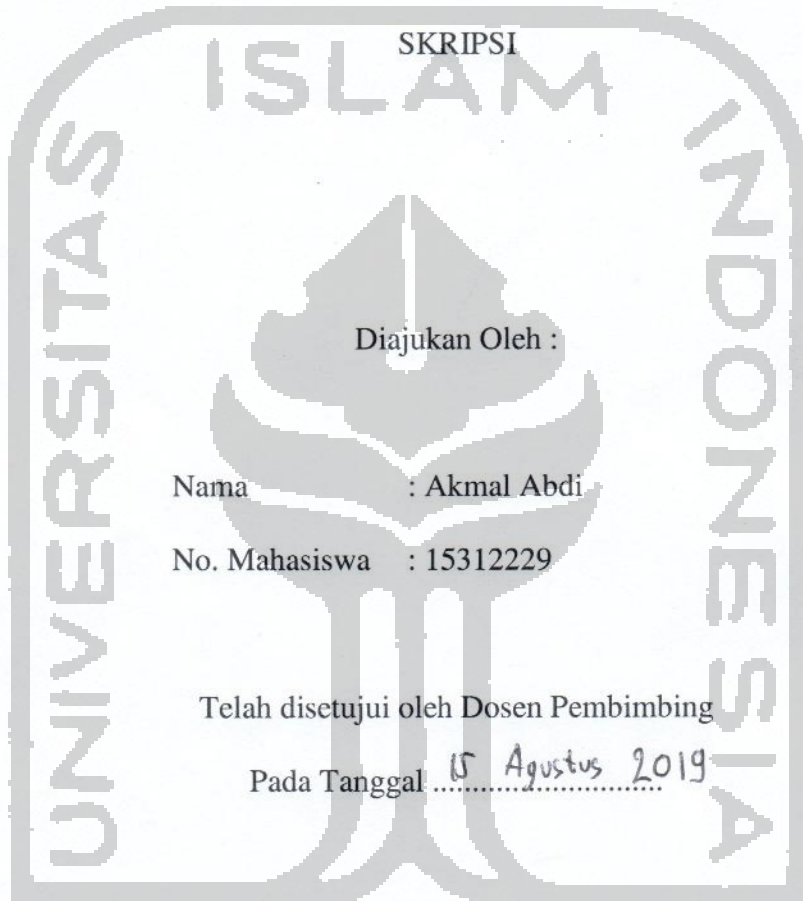 SKRIPSI
ISLAM
UNIVERSITAS
INDONESIA
Diajukan Oleh :
Nama : Akmal Abdi
No. Mahasiswa : 15312229
Telah disetujui oleh Dosen Pembimbing
Pada Tanggal 15 Agustus 2019